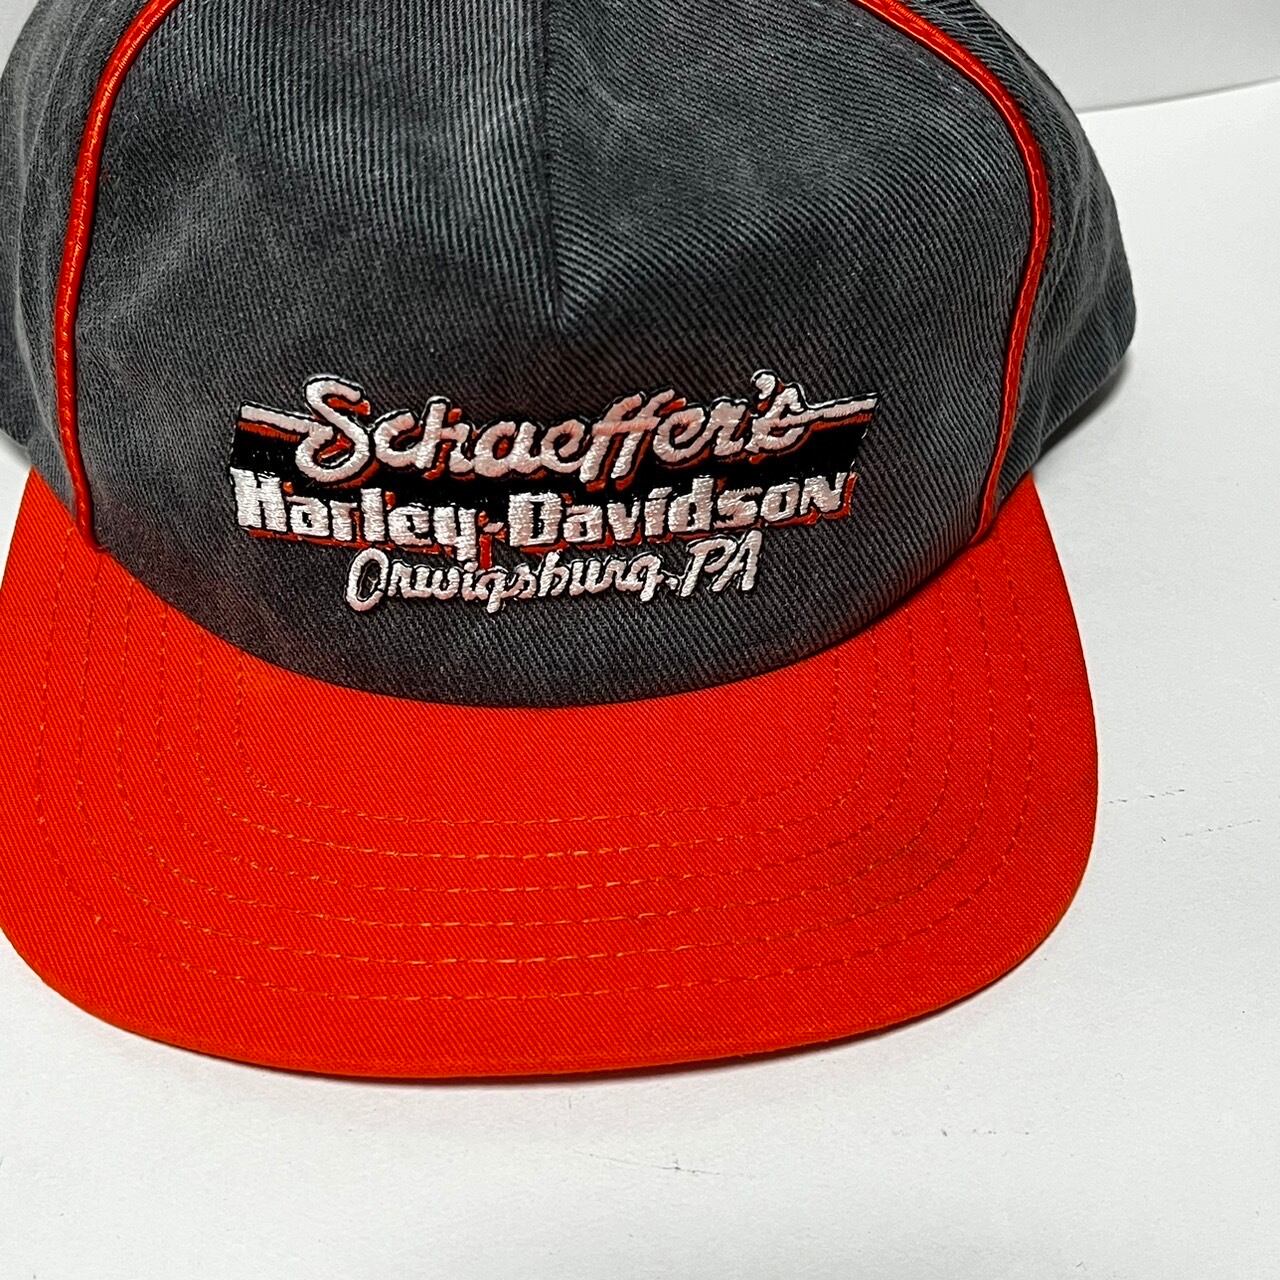 Schaeffer's
Harley-Davidson
Orwigsburg, PA